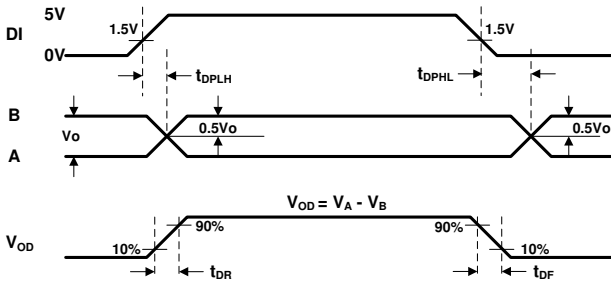 DI
5V
0V
1.5V
1.5V
tDPLH
tDPHL
B
Vo
A
0.5Vo
0.5Vo
VOD = VA - VB
VOD
10%
90%
90%
10%
tDR
tDF